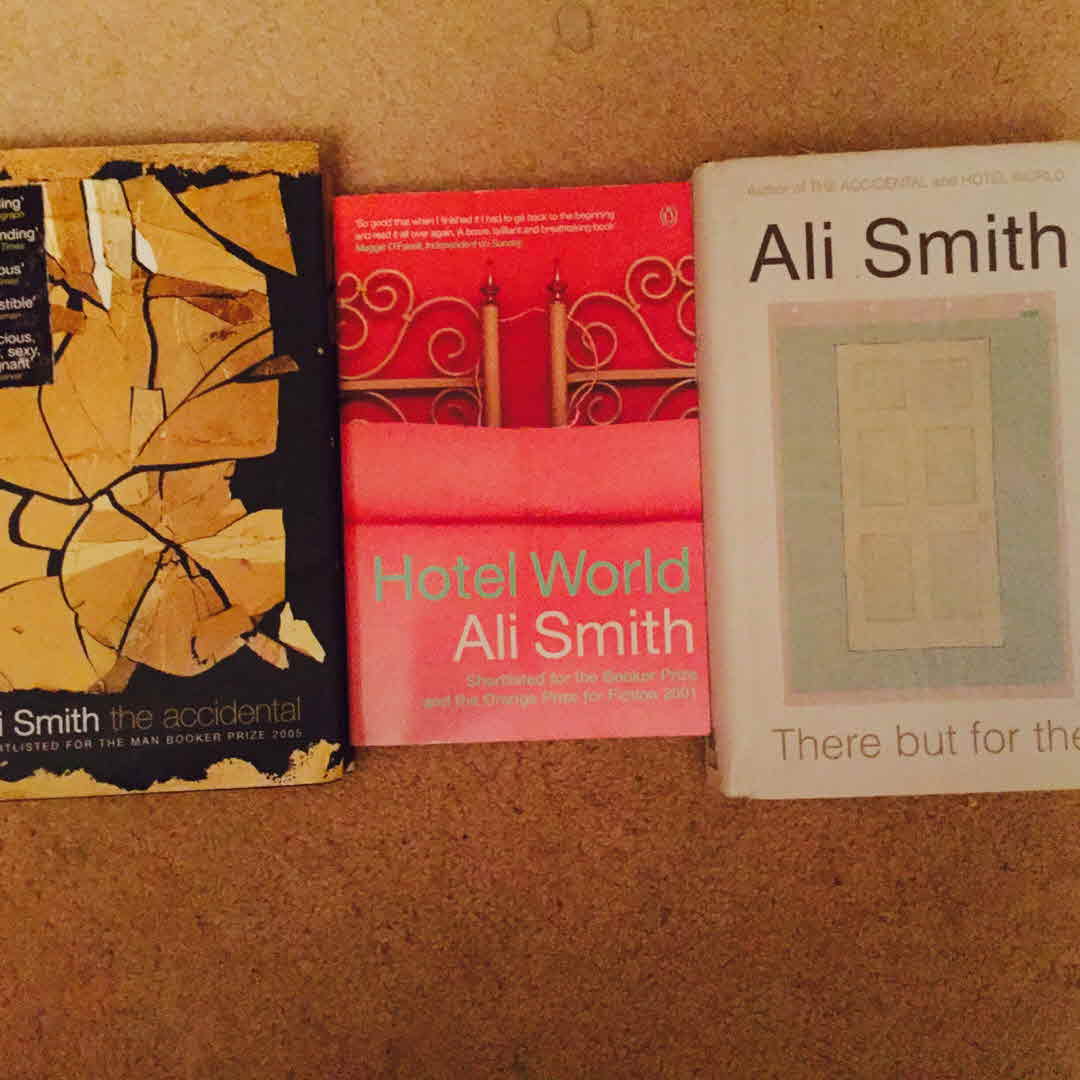 ing'
nding'
Times
ous'
stible'
cious,
, sexy,
nant'
i Smith the accidental
RTLISTED FOR THE MAN BOOKER PRIZE 2005
'So good that when I finished it I had to go back to the beginning
and read it all over again. A brave, brilliant and breathtaking book'
Maggie O'Farrell, Independent on Sunday
Hotel World
Ali Smith
Shortlisted for the Booker Prize
and the Orange Prize for Fiction 2001
Author of THE ACCIDENTAL and HOTEL WORLD
Ali Smith
There but for the